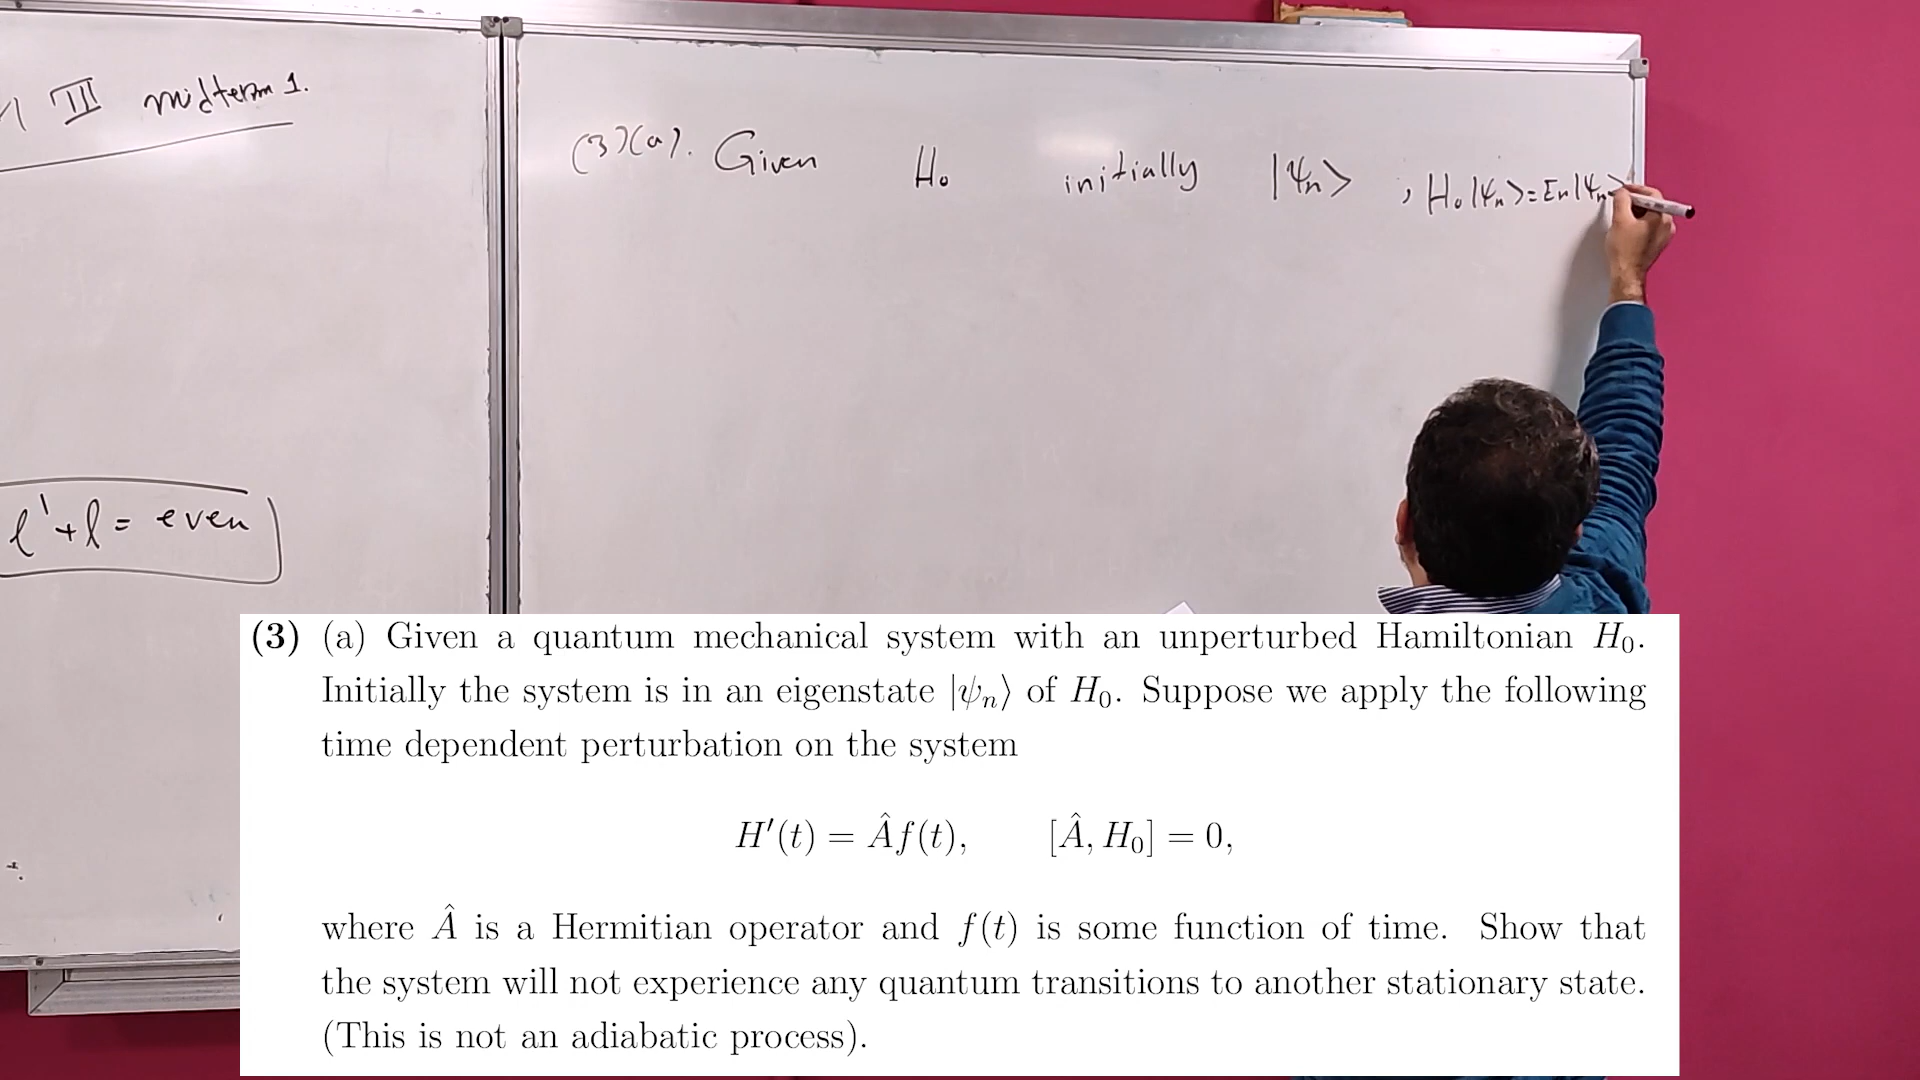 II midterm 1.
(3)(a). Given H₀ initially |ψₙ⟩ , H₀|ψₙ⟩=Eₙ|ψₙ⟩
ℓ'+ℓ = even
(3) (a) Given a quantum mechanical system with an unperturbed Hamiltonian H₀.
Initially the system is in an eigenstate |ψₙ⟩ of H₀. Suppose we apply the following
time dependent perturbation on the system
H′(t) = Âf(t), [Â, H₀] = 0,
where Â is a Hermitian operator and f(t) is some function of time. Show that
the system will not experience any quantum transitions to another stationary state.
(This is not an adiabatic process).